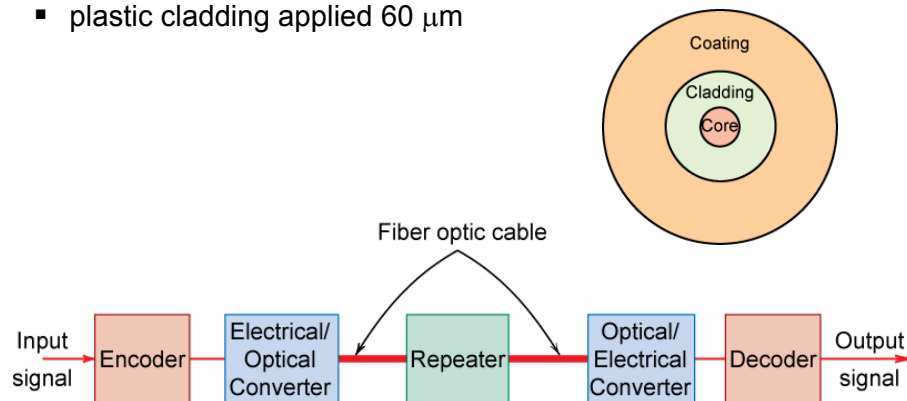 ▪ plastic cladding applied 60 μm
Coating
Cladding
Core
Fiber optic cable
Input
signal
Encoder
Electrical/
Optical
Converter
Repeater
Optical/
Electrical
Converter
Decoder
Output
signal